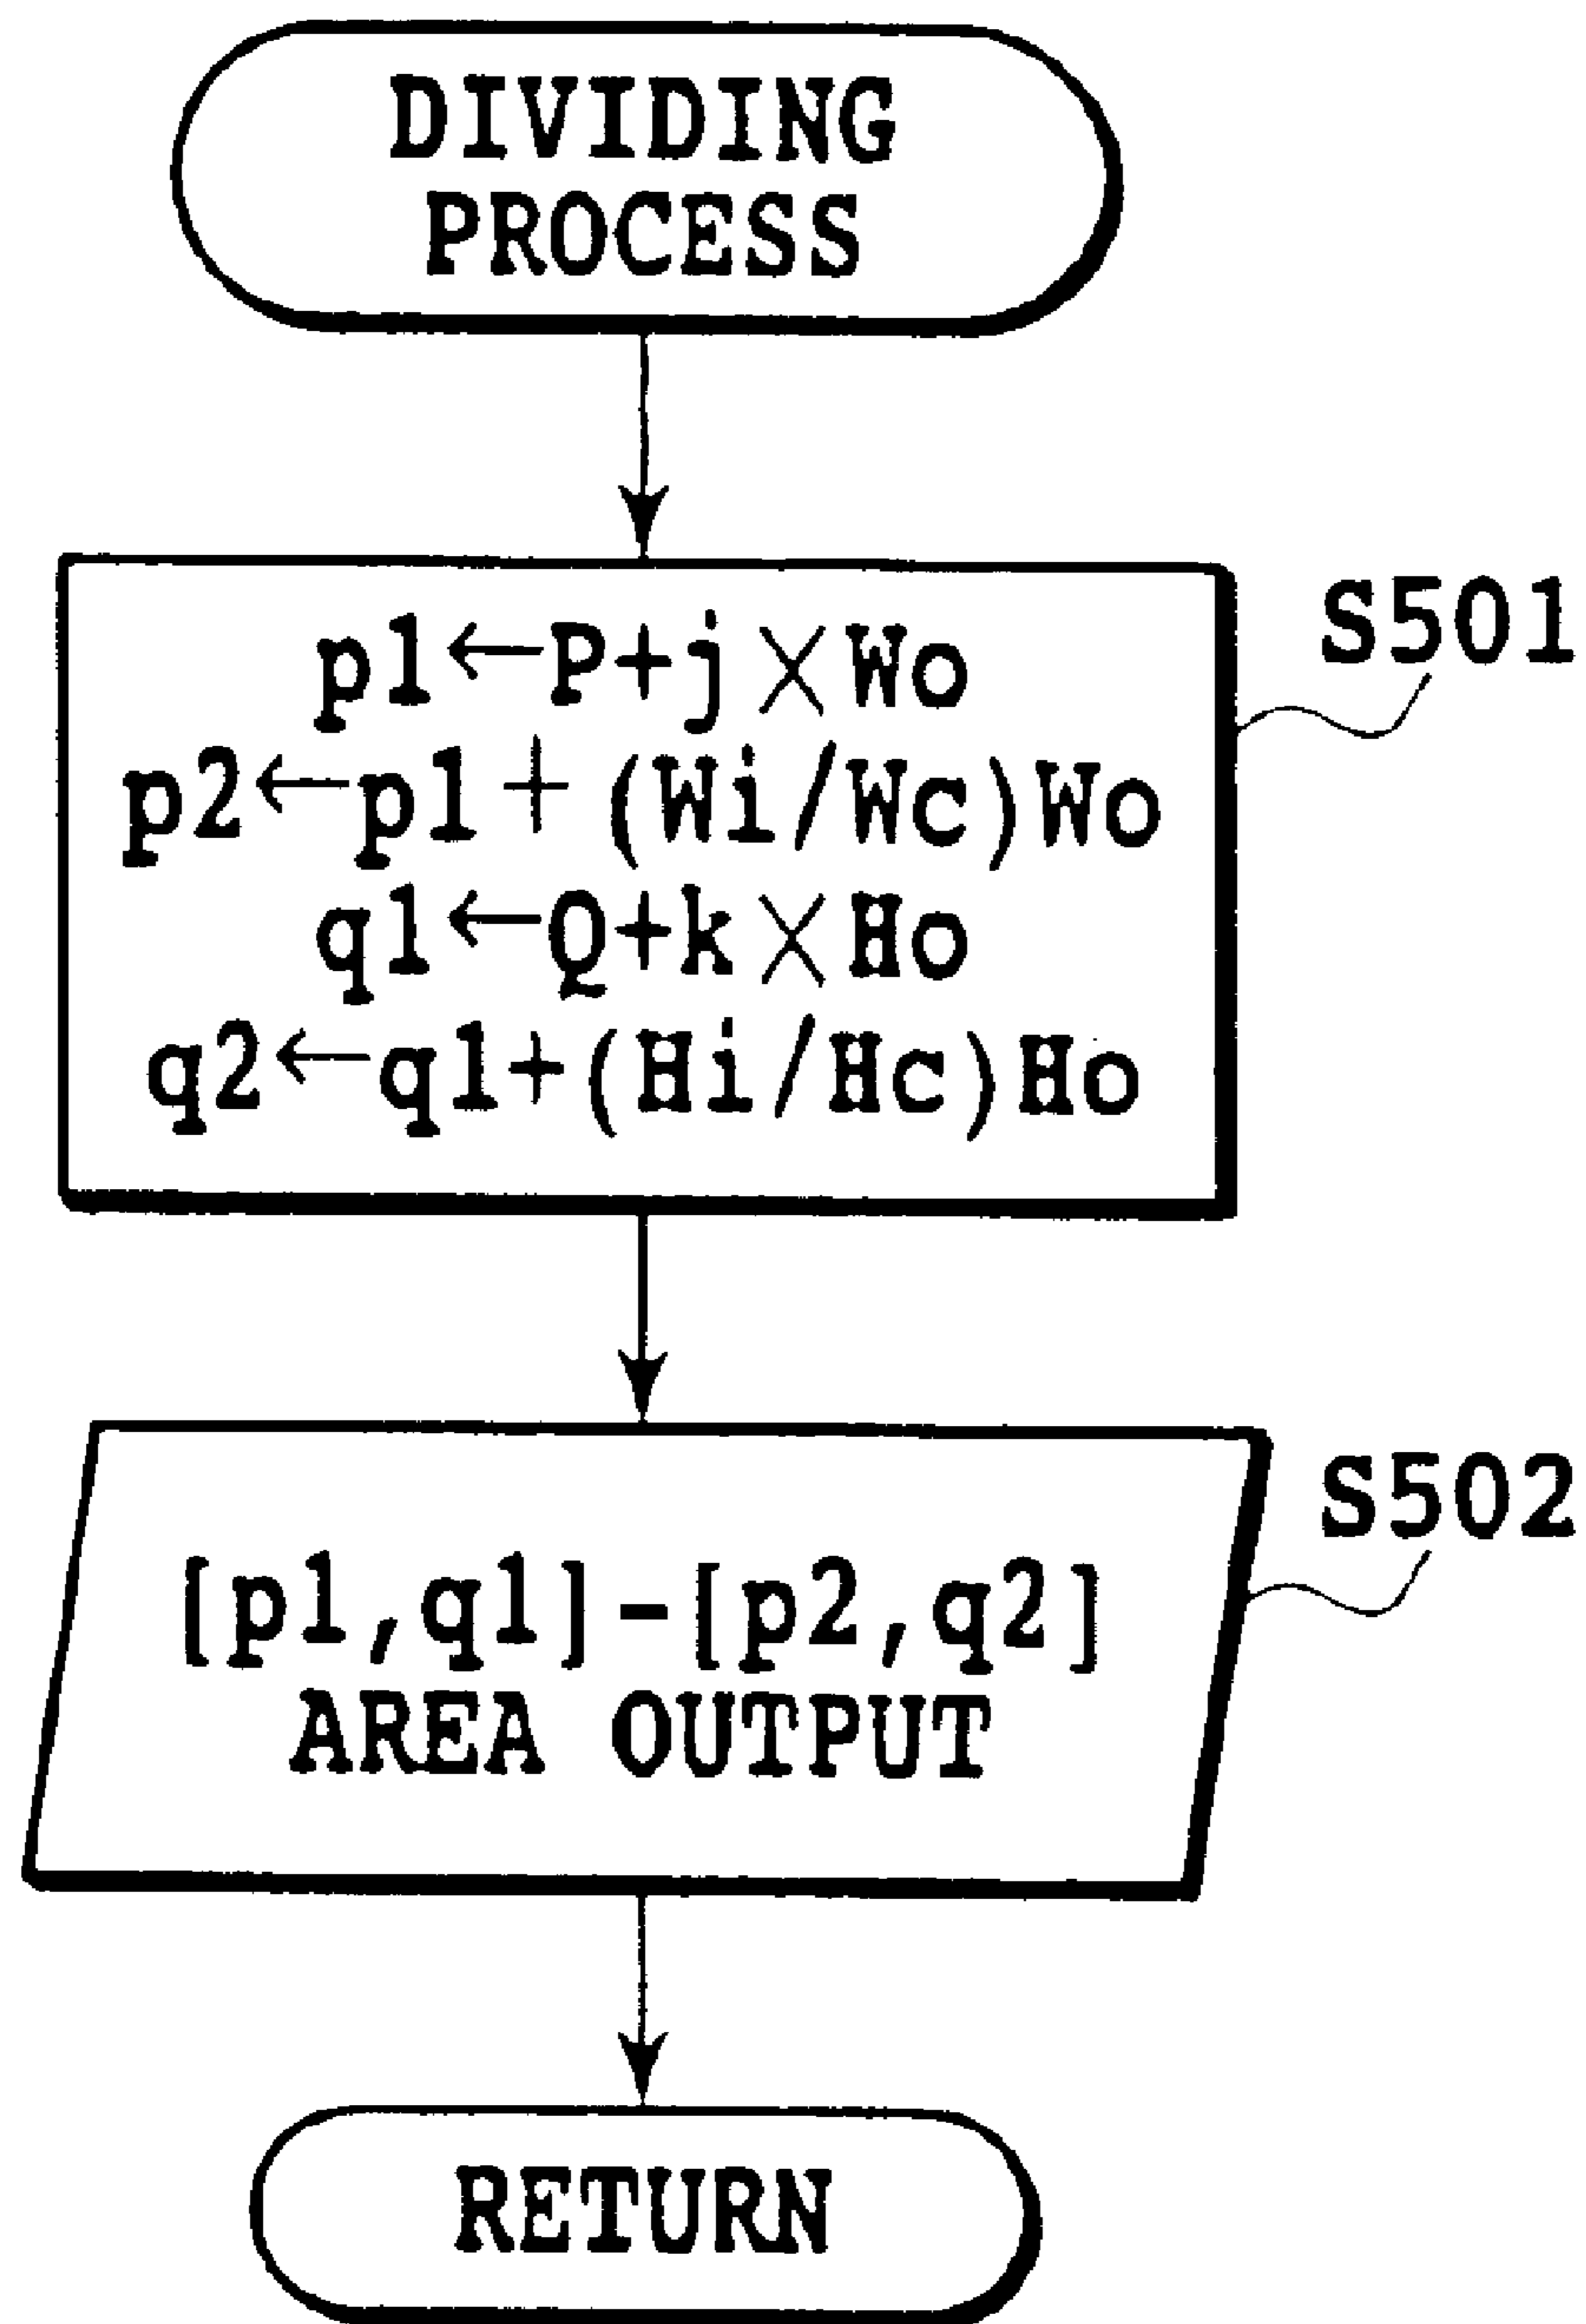 DIVIDING
PROCESS
S501
p1←P+j×Wo
p2←p1+(Wi/Wc)Wo
q1←Q+k×Ho
q2←q1+(Hi/Hc)Ho
S502
[p1,q1]-[p2,q2]
AREA OUTPUT
RETURN